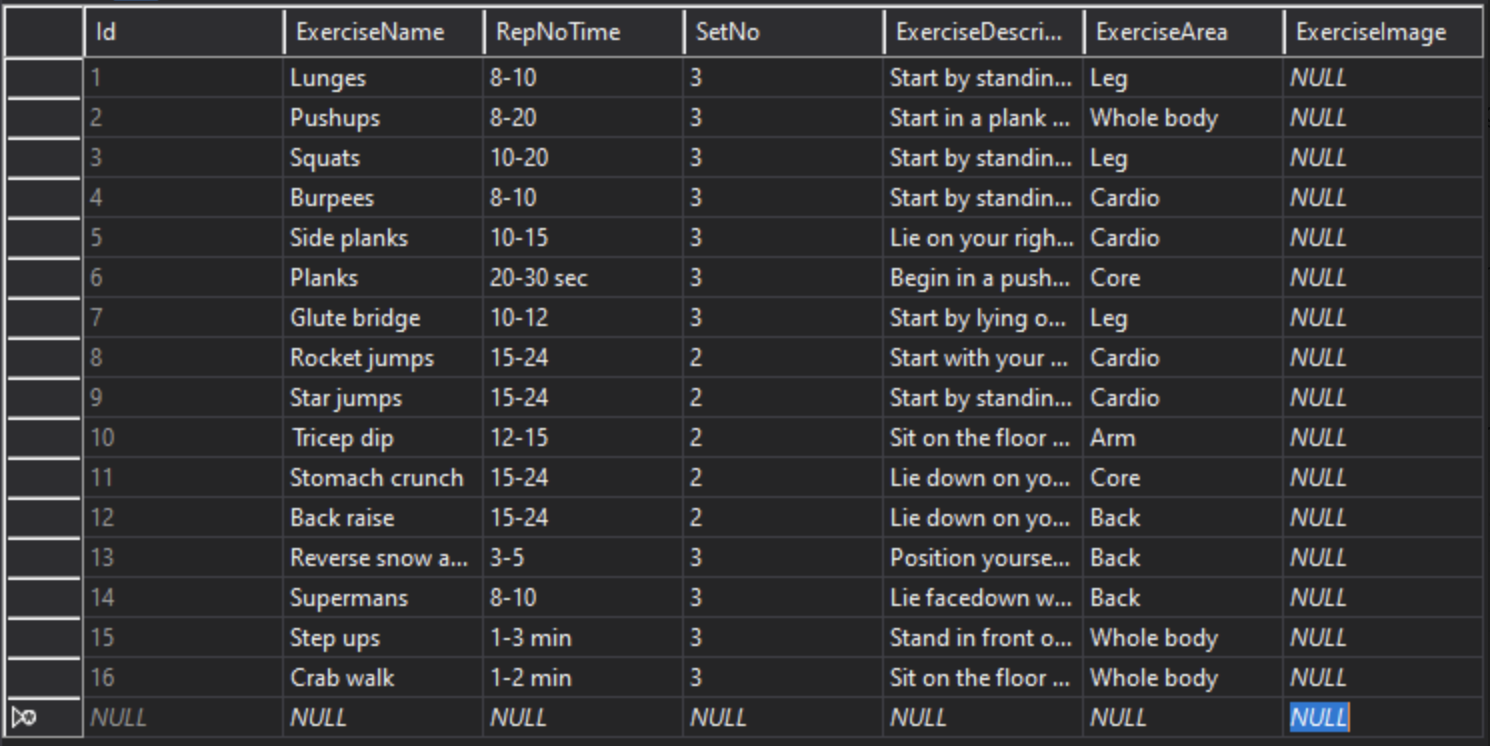 Id ExerciseName RepNoTime SetNo ExerciseDescri... ExerciseArea ExerciseImage
1 Lunges 8-10 3 Start by standin... Leg NULL
2 Pushups 8-20 3 Start in a plank ... Whole body NULL
3 Squats 10-20 3 Start by standin... Leg NULL
4 Burpees 8-10 3 Start by standin... Cardio NULL
5 Side planks 10-15 3 Lie on your righ... Cardio NULL
6 Planks 20-30 sec 3 Begin in a push... Core NULL
7 Glute bridge 10-12 3 Start by lying o... Leg NULL
8 Rocket jumps 15-24 2 Start with your ... Cardio NULL
9 Star jumps 15-24 2 Start by standin... Cardio NULL
10 Tricep dip 12-15 2 Sit on the floor ... Arm NULL
11 Stomach crunch 15-24 2 Lie down on yo... Core NULL
12 Back raise 15-24 2 Lie down on yo... Back NULL
13 Reverse snow a... 3-5 3 Position yourse... Back NULL
14 Supermans 8-10 3 Lie facedown w... Back NULL
15 Step ups 1-3 min 3 Stand in front o... Whole body NULL
16 Crab walk 1-2 min 3 Sit on the floor ... Whole body NULL
NULL NULL NULL NULL NULL NULL NULL